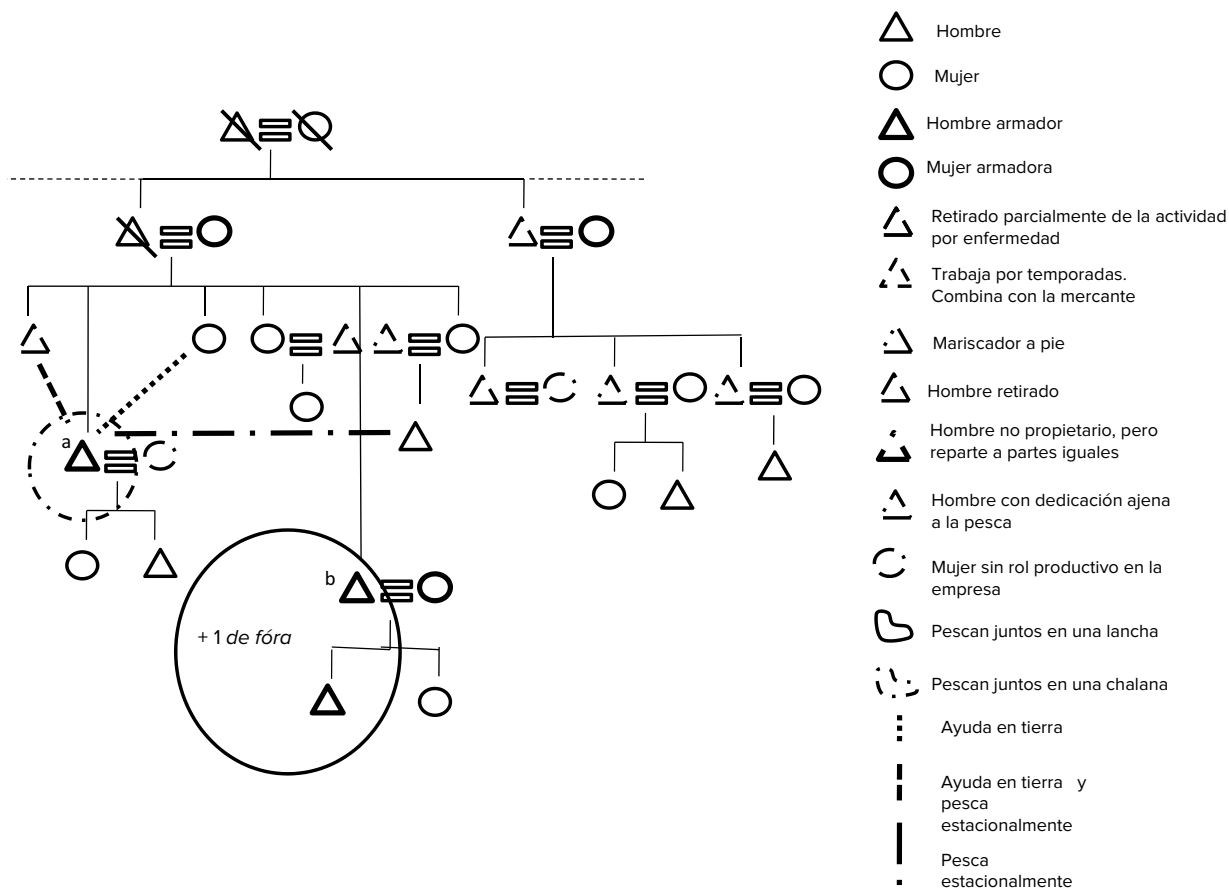 a
b
+ 1 de fóra
Hombre
Mujer
Hombre armador
Mujer armadora
Retirado parcialmente de la actividad
por enfermedad
Trabaja por temporadas.
Combina con la mercante
Mariscador a pie
Hombre retirado
Hombre no propietario, pero
reparte a partes iguales
Hombre con dedicación ajena
a la pesca
Mujer sin rol productivo en la
empresa
Pescan juntos en una lancha
Pescan juntos en una chalana
Ayuda en tierra
Ayuda en tierra y
pesca
estacionalmente
Pesca
estacionalmente